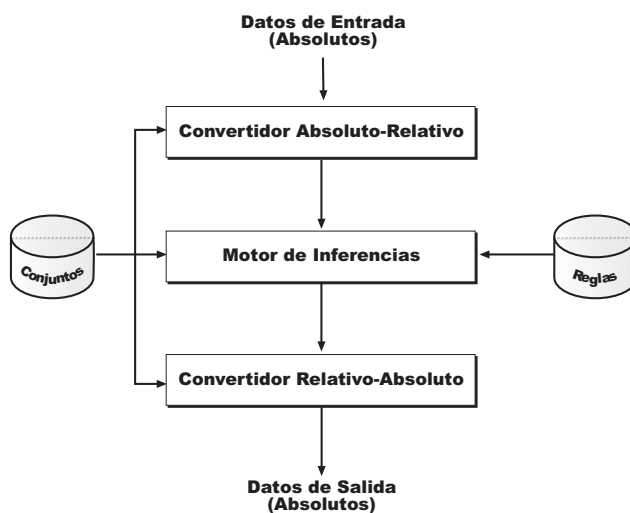 Datos de Entrada
(Absolutos)
Convertidor Absoluto-Relativo
Conjuntos
Motor de Inferencias
Reglas
Convertidor Relativo-Absoluto
Datos de Salida
(Absolutos)